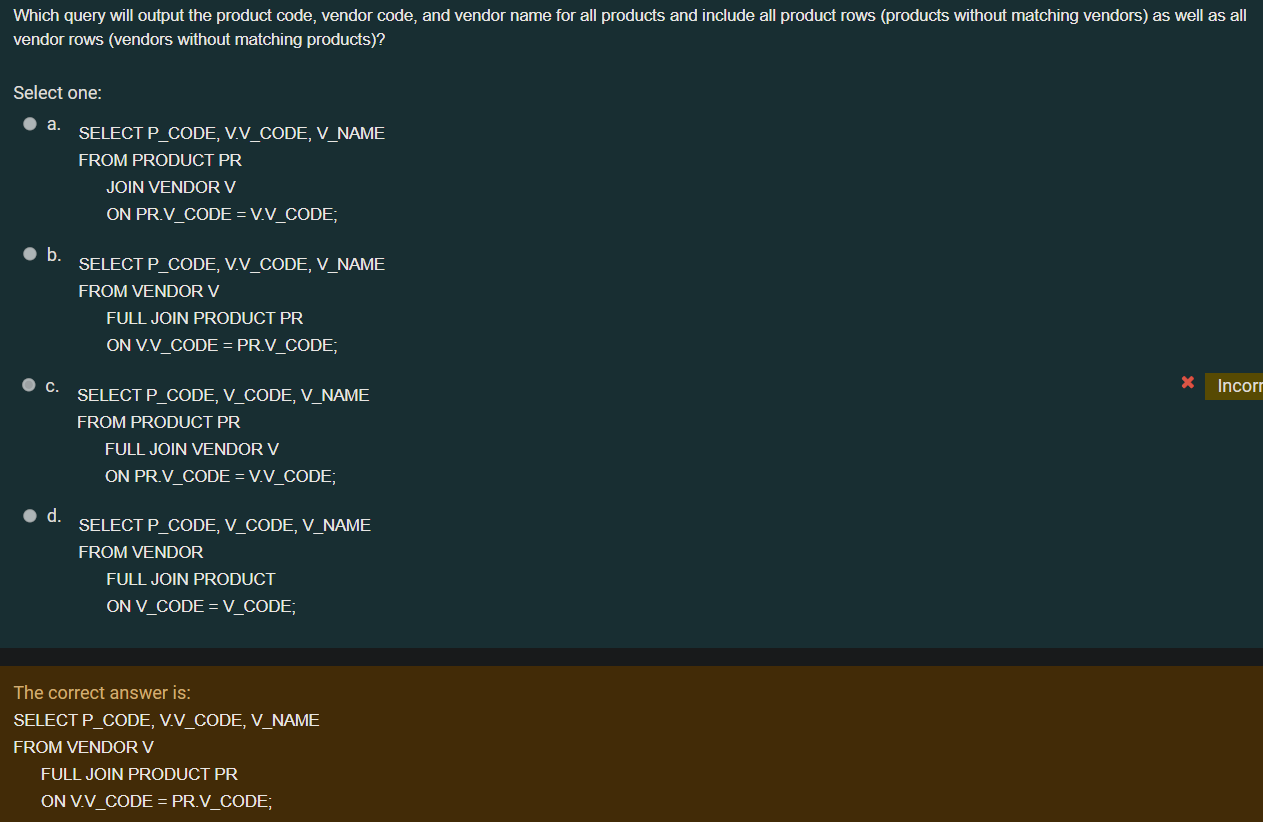 Which query will output the product code, vendor code, and vendor name for all products and include all product rows (products without matching vendors) as well as all
vendor rows (vendors without matching products)?
Select one:
a.
SELECT P_CODE, V.V_CODE, V_NAME
FROM PRODUCT PR
JOIN VENDOR V
ON PR.V_CODE = V.V_CODE;
b.
SELECT P_CODE, V.V_CODE, V_NAME
FROM VENDOR V
FULL JOIN PRODUCT PR
ON V.V_CODE = PR.V_CODE;
c.
SELECT P_CODE, V_CODE, V_NAME
FROM PRODUCT PR
FULL JOIN VENDOR V
ON PR.V_CODE = V.V_CODE;
Incorr
d.
SELECT P_CODE, V_CODE, V_NAME
FROM VENDOR
FULL JOIN PRODUCT
ON V_CODE = V_CODE;
The correct answer is:
SELECT P_CODE, V.V_CODE, V_NAME
FROM VENDOR V
FULL JOIN PRODUCT PR
ON V.V_CODE = PR.V_CODE;